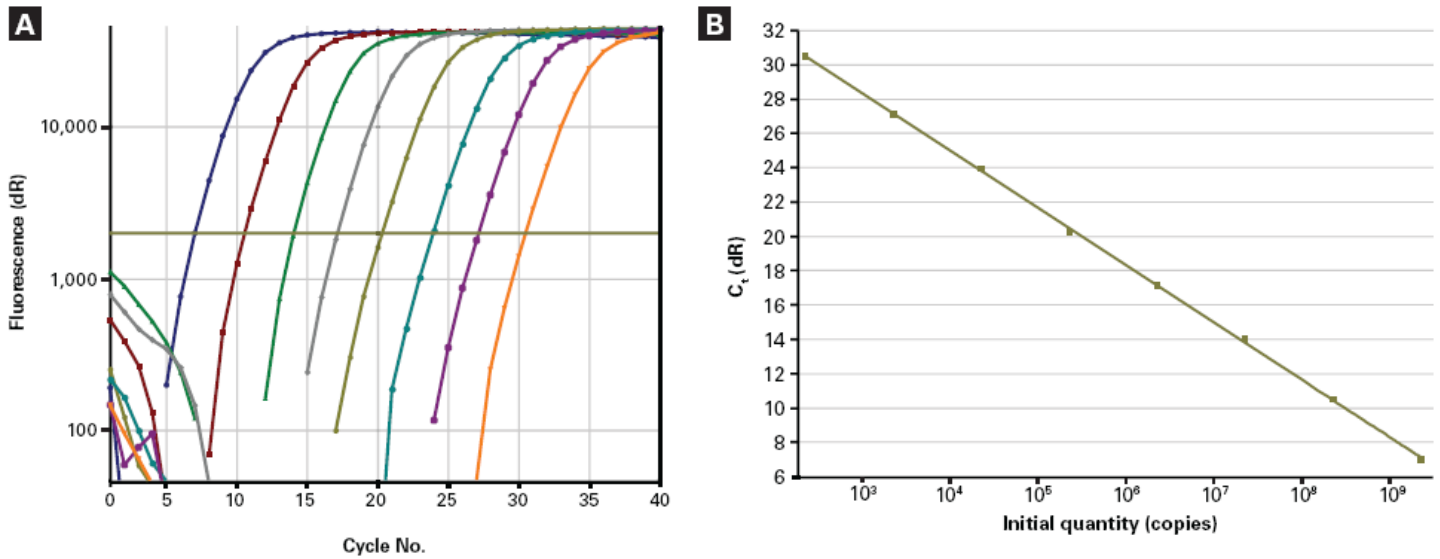 A
Fluorescence (dR)
10,000
1,000
100
0 5 10 15 20 25 30 35 40
Cycle No.
B
Cₜ (dR)
32
30
28
26
24
22
20
18
16
14
12
10
8
6
10³ 10⁴ 10⁵ 10⁶ 10⁷ 10⁸ 10⁹
Initial quantity (copies)